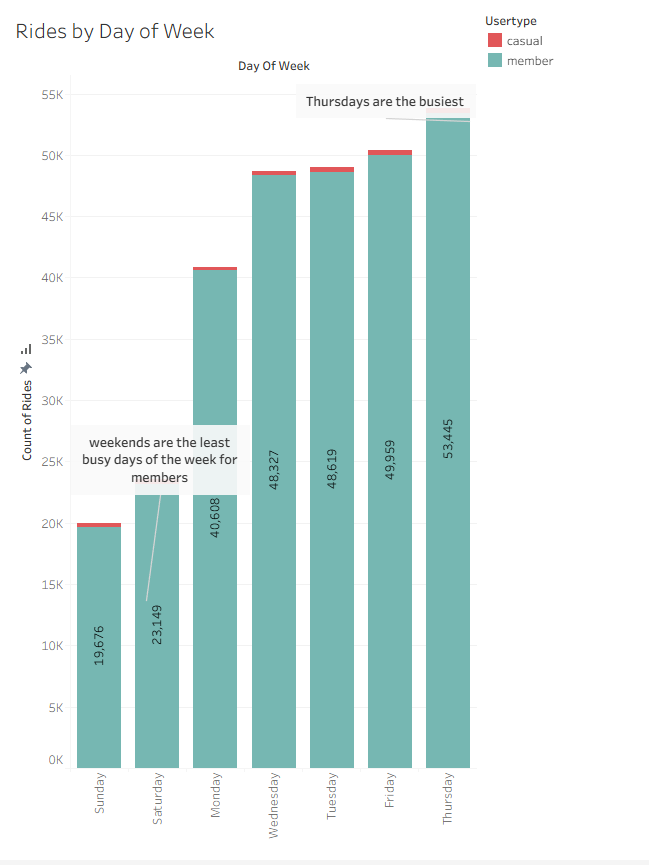 Rides by Day of Week
Usertype
casual
member
Day Of Week
Thursdays are the busiest
55K
50K
45K
40K
35K
30K
25K
20K
15K
10K
5K
0K
Count of Rides
weekends are the least
busy days of the week for
members
19,676
23,149
40,608
48,327
48,619
49,959
53,445
Sunday
Saturday
Monday
Wednesday
Tuesday
Friday
Thursday